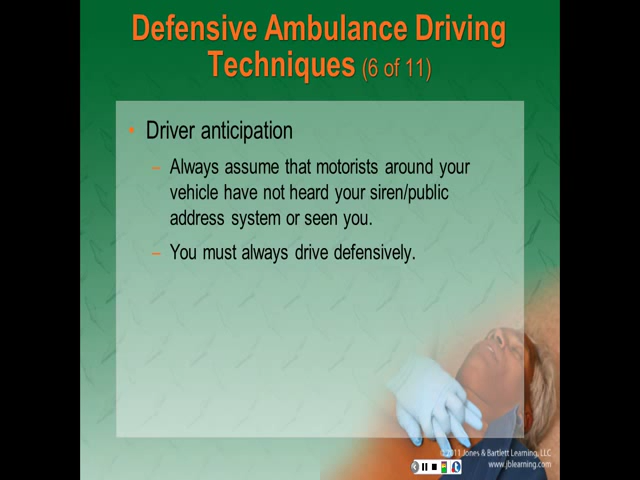 Defensive Ambulance Driving
Techniques (6 of 11)
• Driver anticipation
– Always assume that motorists around your
vehicle have not heard your siren/public
address system or seen you.
– You must always drive defensively.
© 2011 Jones & Bartlett Learning, LLC
www.jblearning.com